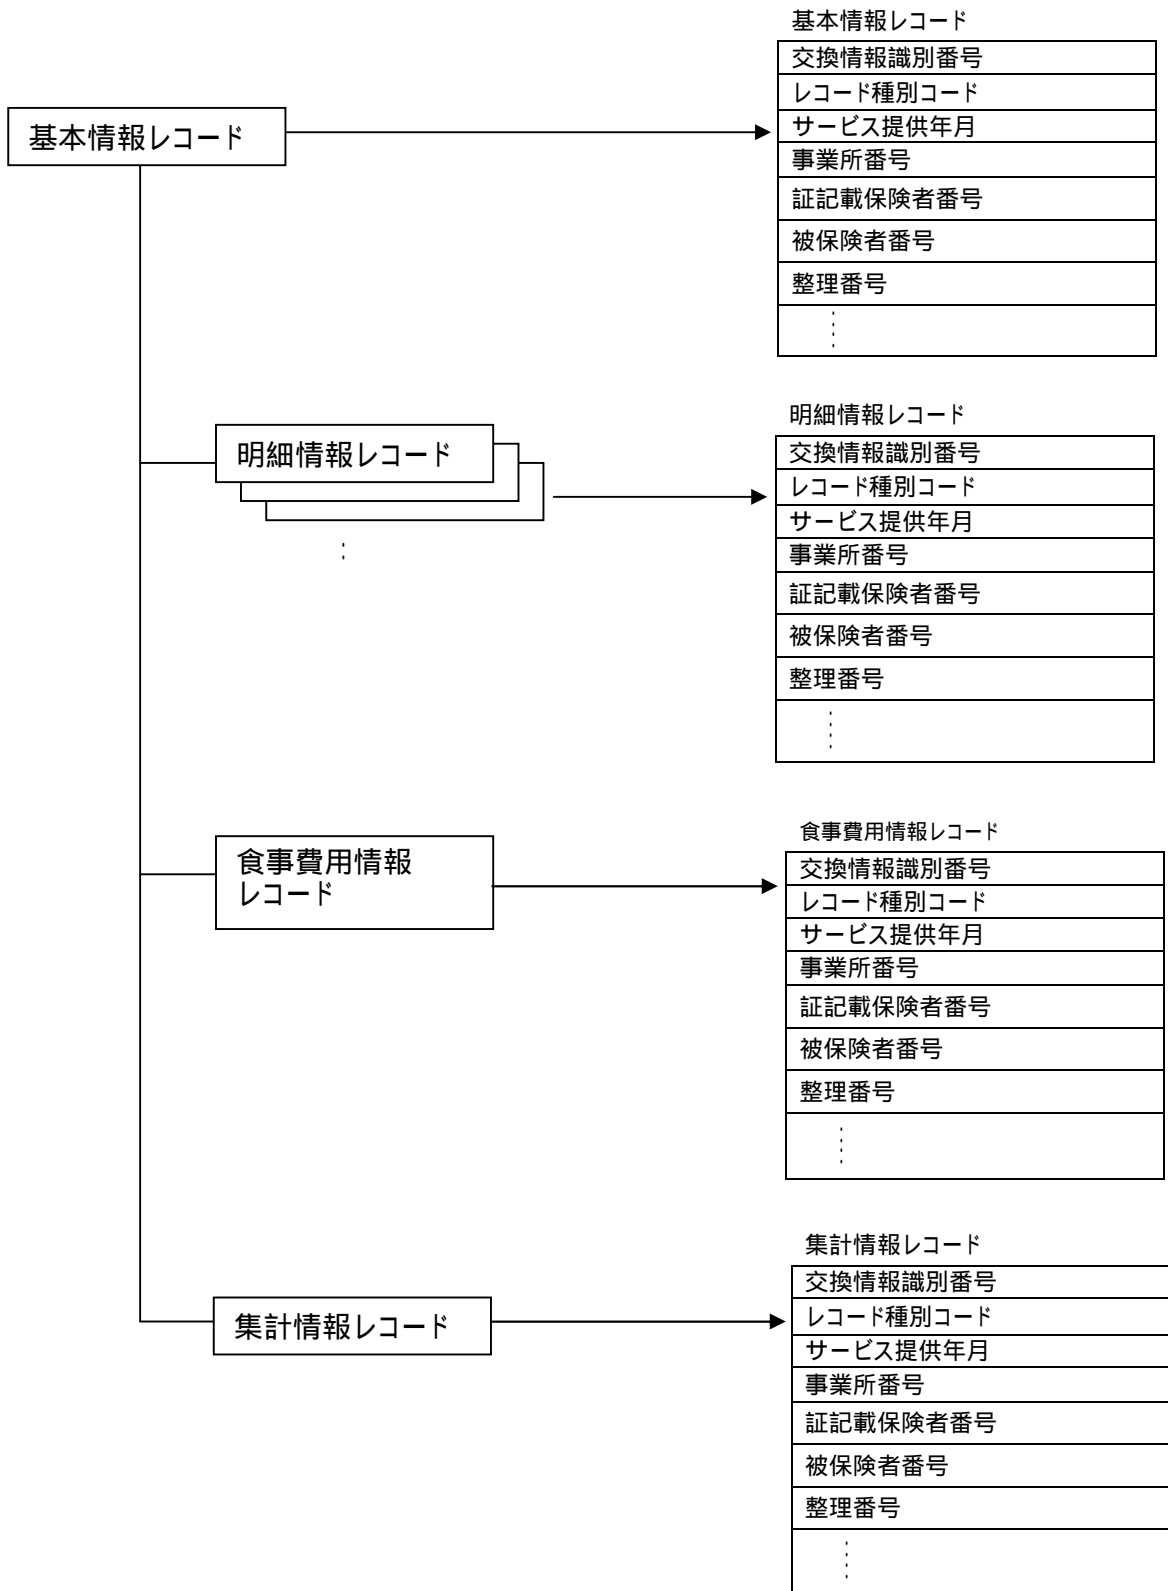 基本情報レコード
交換情報識別番号
レコード種別コード
サービス提供年月
事業所番号
証記載保険者番号
被保険者番号
整理番号
基本情報レコード
明細情報レコード
明細情報レコード
交換情報識別番号
レコード種別コード
サービス提供年月
事業所番号
証記載保険者番号
被保険者番号
整理番号
食事費用情報
レコード
食事費用情報レコード
交換情報識別番号
レコード種別コード
サービス提供年月
事業所番号
証記載保険者番号
被保険者番号
整理番号
集計情報レコード
集計情報レコード
交換情報識別番号
レコード種別コード
サービス提供年月
事業所番号
証記載保険者番号
被保険者番号
整理番号